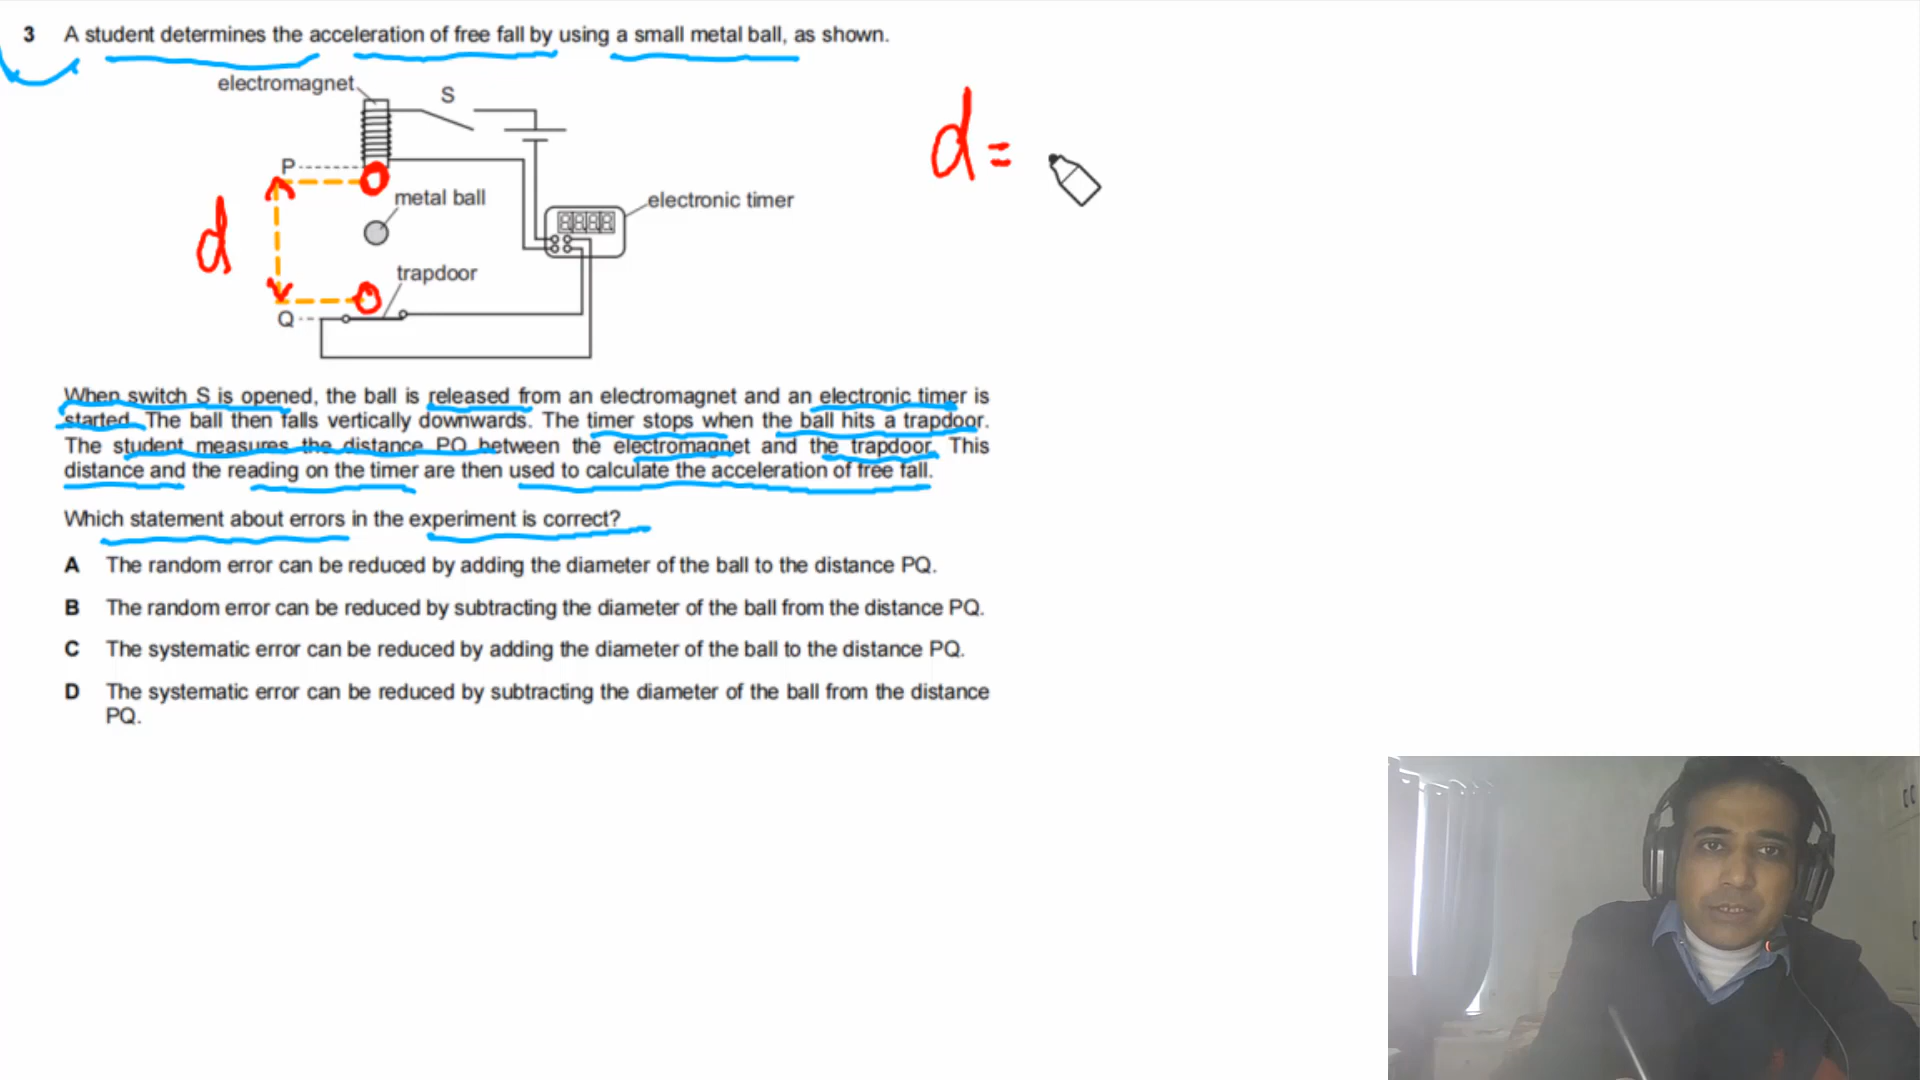 3 A student determines the acceleration of free fall by using a small metal ball, as shown.
electromagnet
S
d =
P
metal ball
electronic timer
d
trapdoor
Q
When switch S is opened, the ball is released from an electromagnet and an electronic timer is
started. The ball then falls vertically downwards. The timer stops when the ball hits a trapdoor.
The student measures the distance PQ between the electromagnet and the trapdoor. This
distance and the reading on the timer are then used to calculate the acceleration of free fall.
Which statement about errors in the experiment is correct?
A The random error can be reduced by adding the diameter of the ball to the distance PQ.
B The random error can be reduced by subtracting the diameter of the ball from the distance PQ.
C The systematic error can be reduced by adding the diameter of the ball to the distance PQ.
D The systematic error can be reduced by subtracting the diameter of the ball from the distance
PQ.